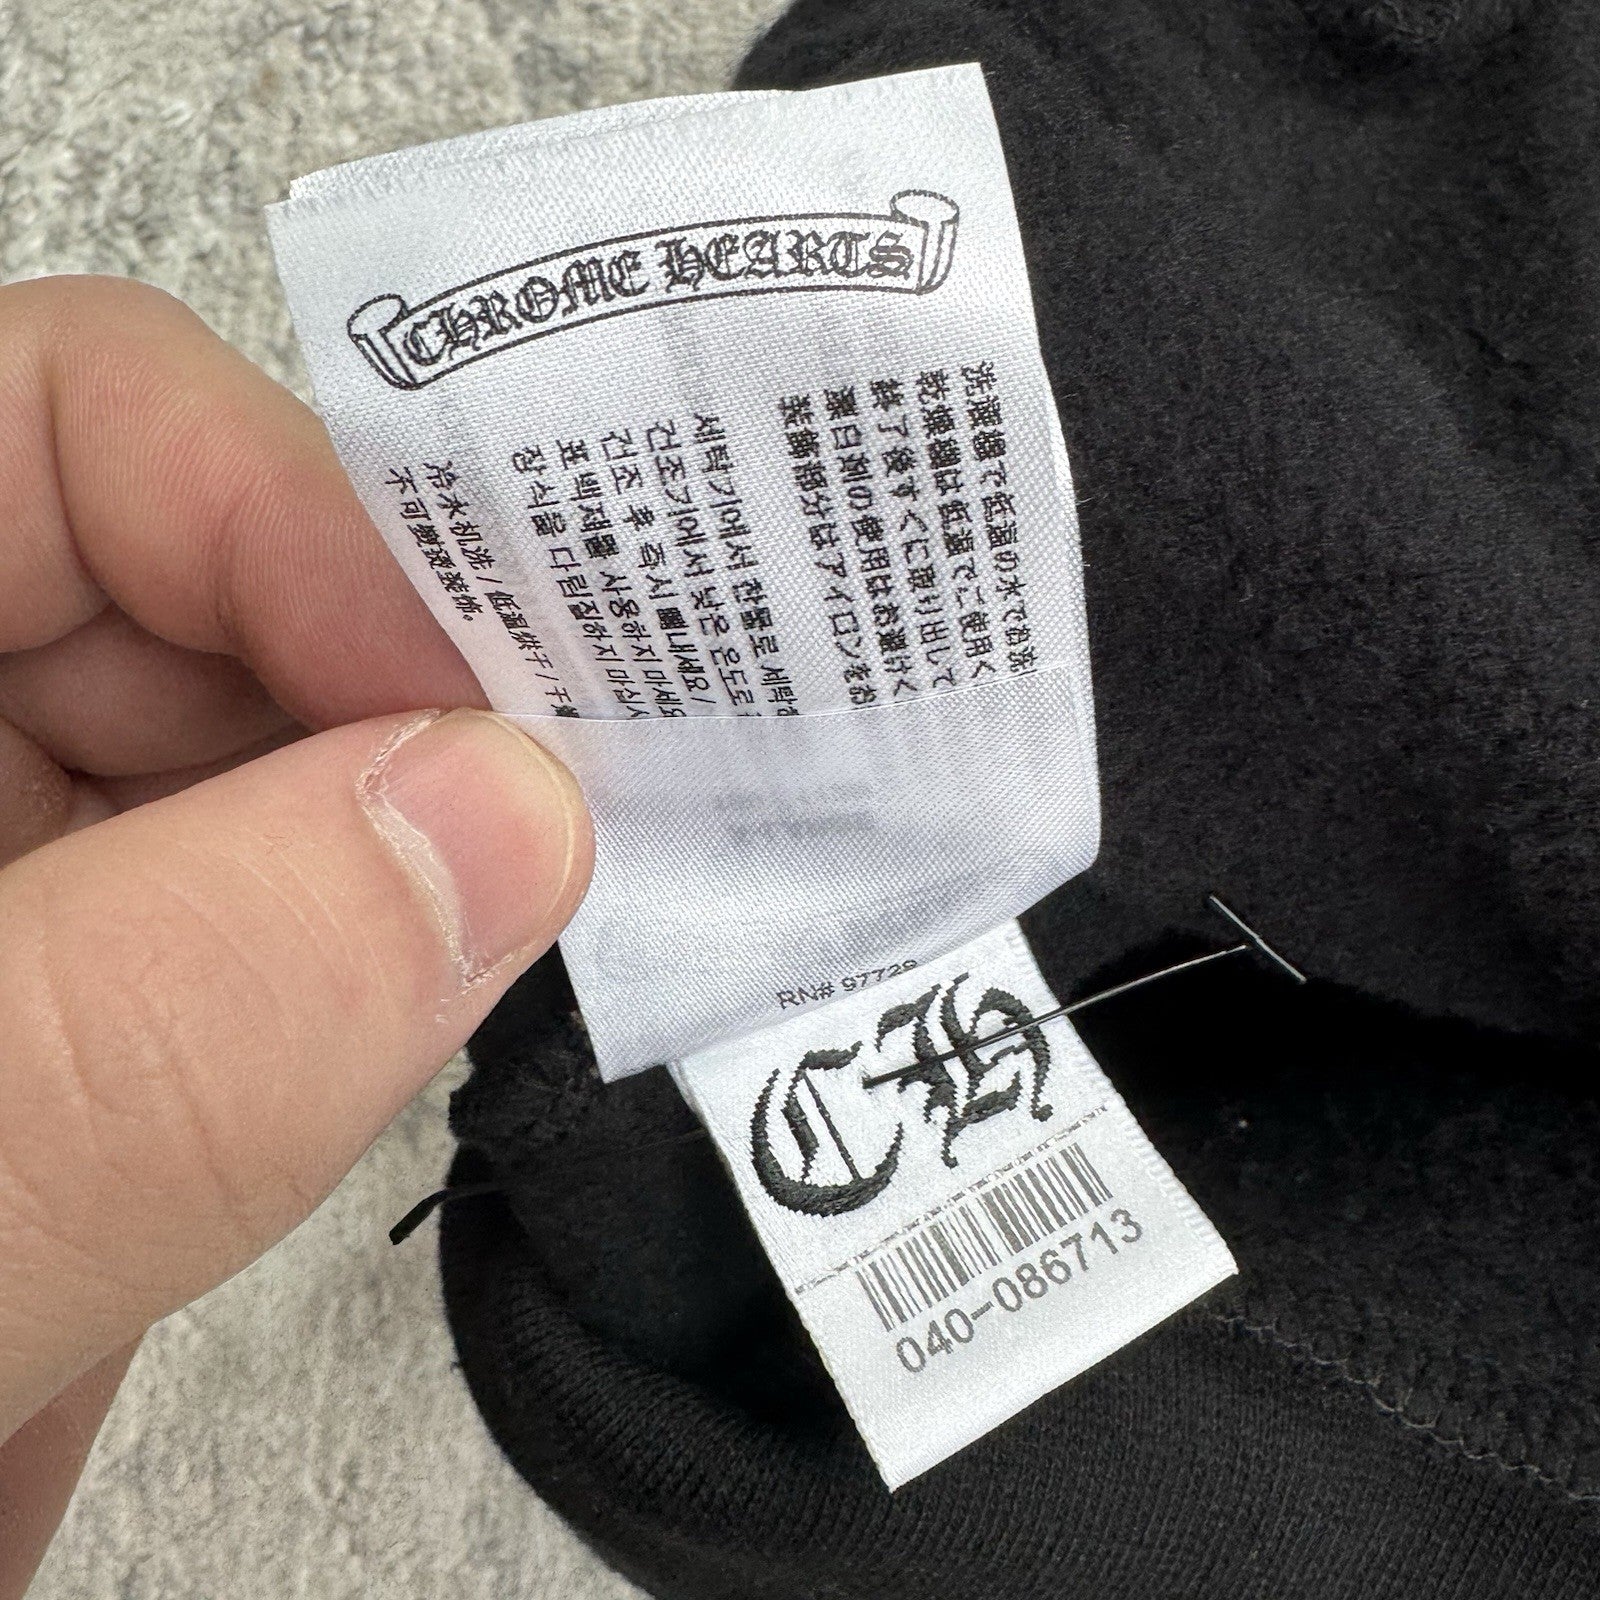 CHROME HEARTS
洗濯機で低温の水で物洗
乾燥機は低温でご使用く
終了後すぐに取り出して
漂白剤の使用はお避けく
装飾部分はアイロンをお
세탁기에서 찬물로 세탁하
건조기에서 낮은 온도로
건조 후 즉시 빼내세요 /
표백제를 사용하지 마세요
장식을 다림질하지 마십시
冷水机洗 / 低温烘干 / 干燥
不可熨烫装饰。
RN# 97729
CH
040-086713